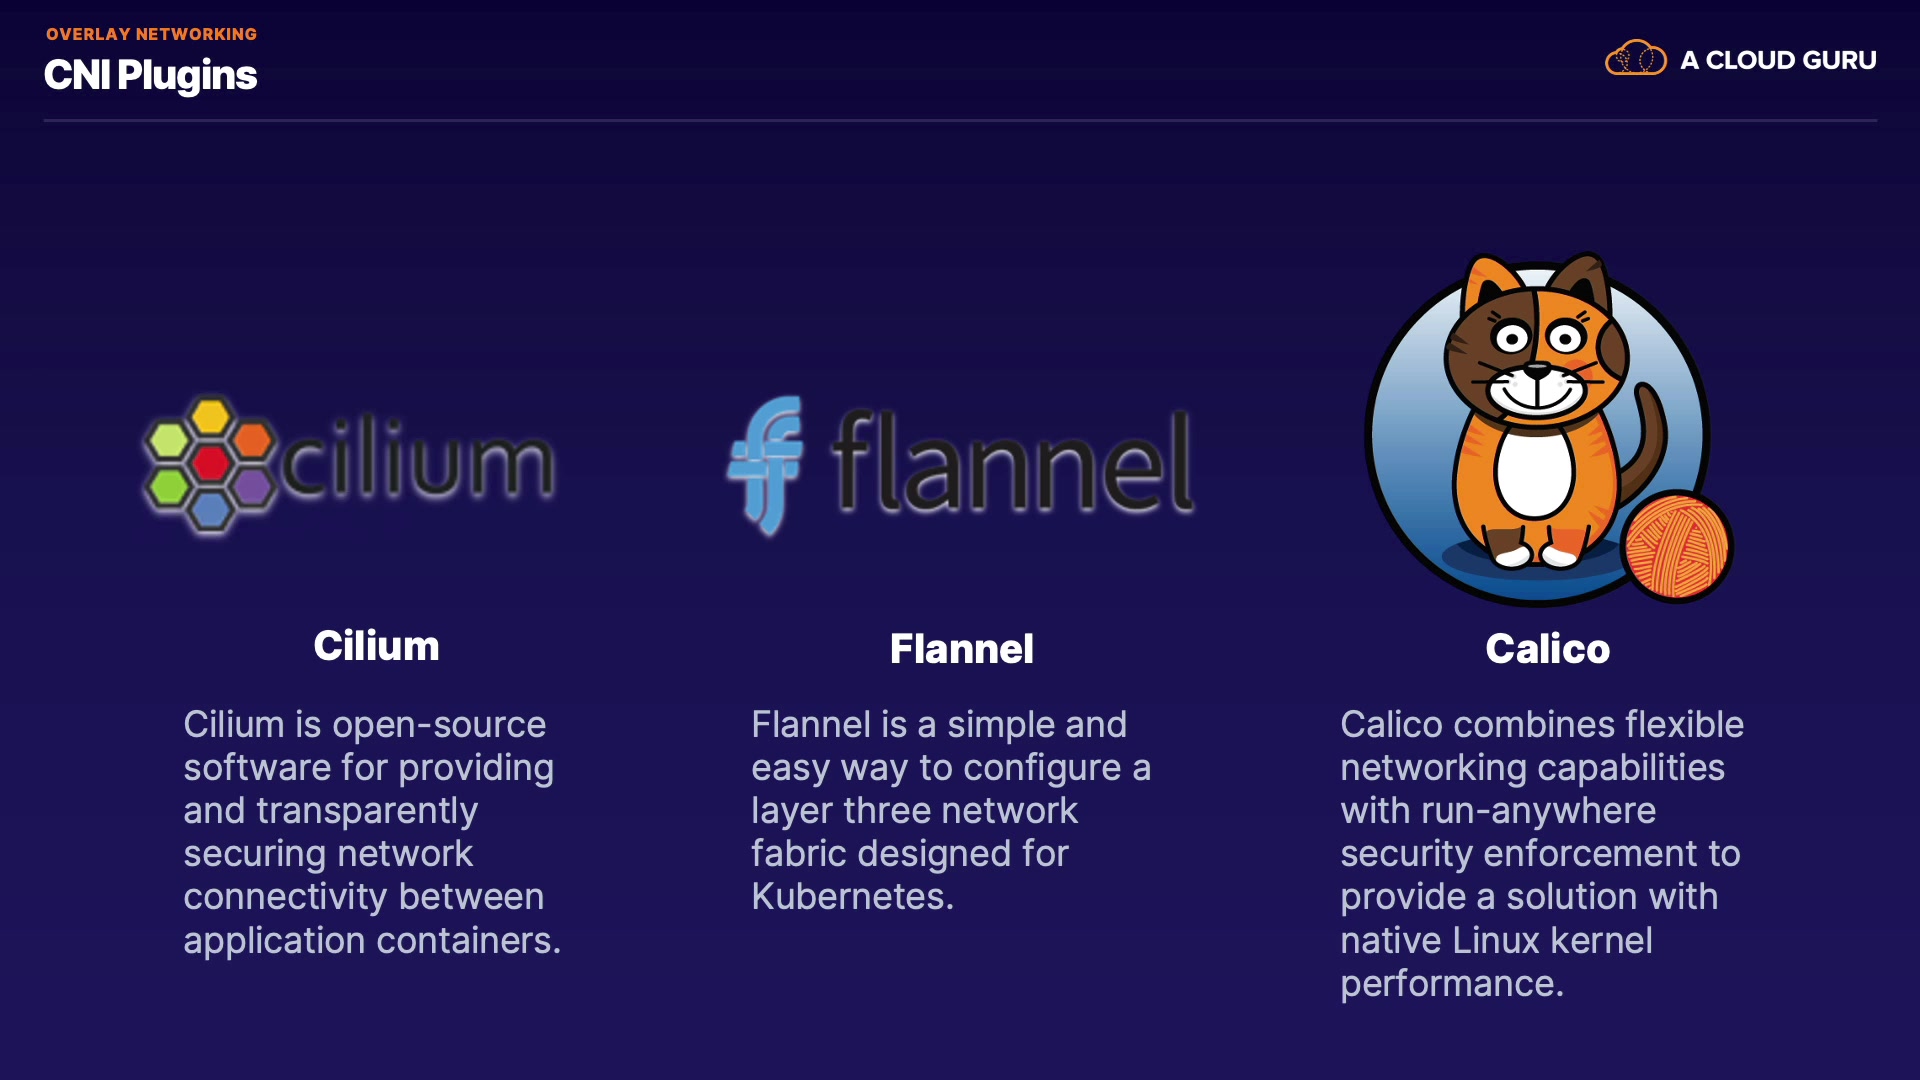 OVERLAY NETWORKING
CNI Plugins
A CLOUD GURU
cilium
Cilium
Cilium is open-source
software for providing
and transparently
securing network
connectivity between
application containers.
flannel
Flannel
Flannel is a simple and
easy way to configure a
layer three network
fabric designed for
Kubernetes.
Calico
Calico combines flexible
networking capabilities
with run-anywhere
security enforcement to
provide a solution with
native Linux kernel
performance.